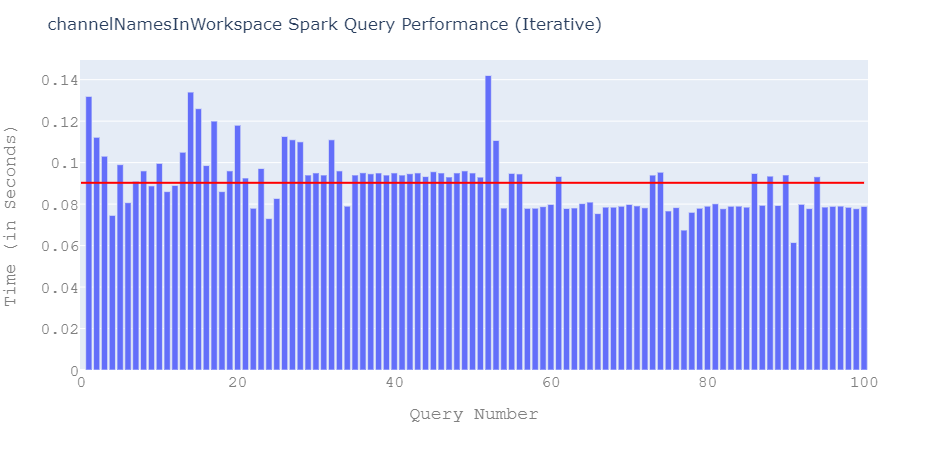 channelNamesInWorkspace Spark Query Performance (Iterative)
Time (in Seconds)
0.14
0.12
0.1
0.08
0.06
0.04
0.02
0
0 20 40 60 80 100
Query Number